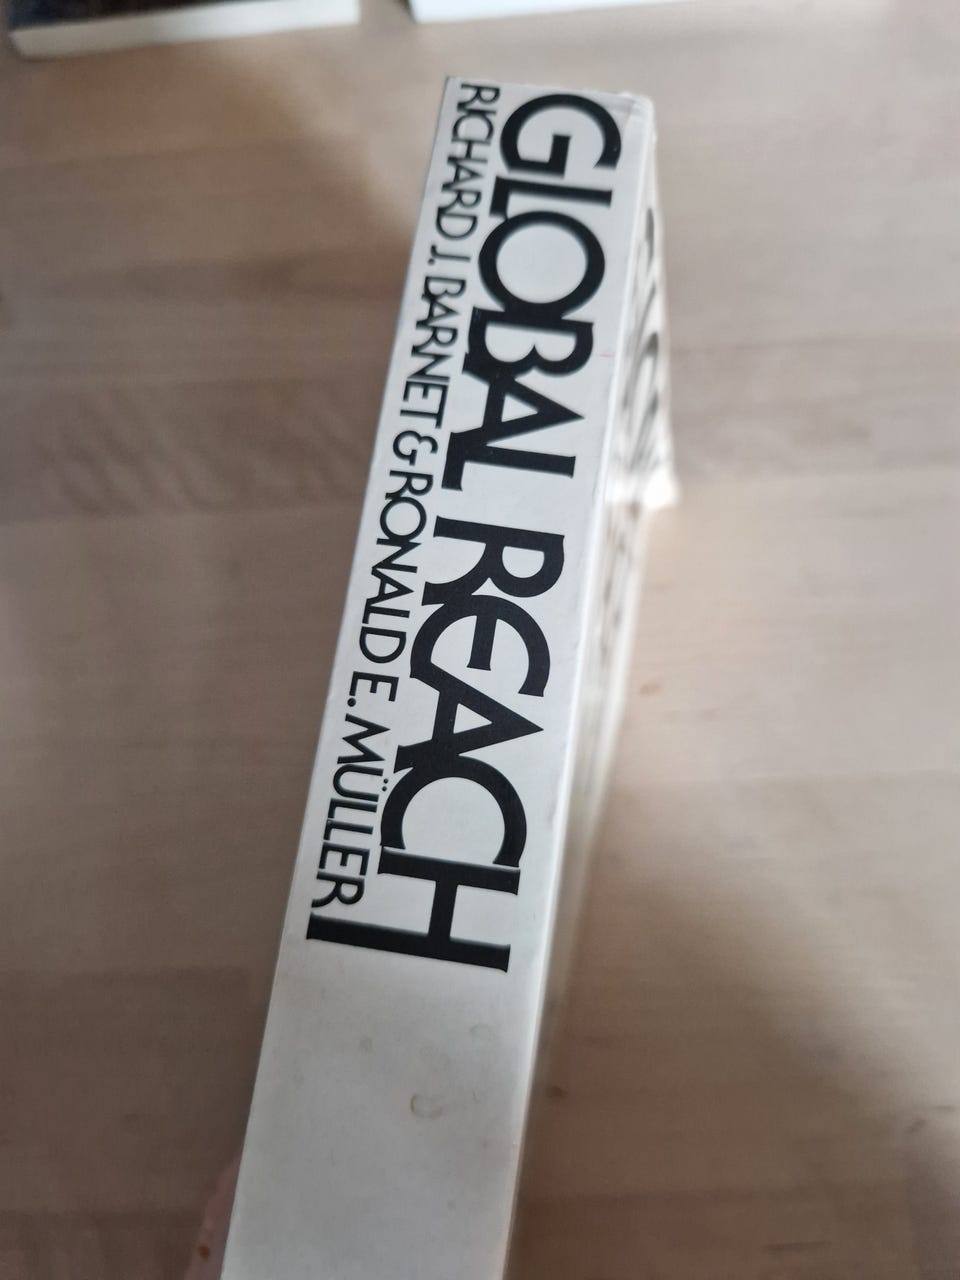 GLOBAL REACH
RICHARD J. BARNET & RONALD E. MÜLLER